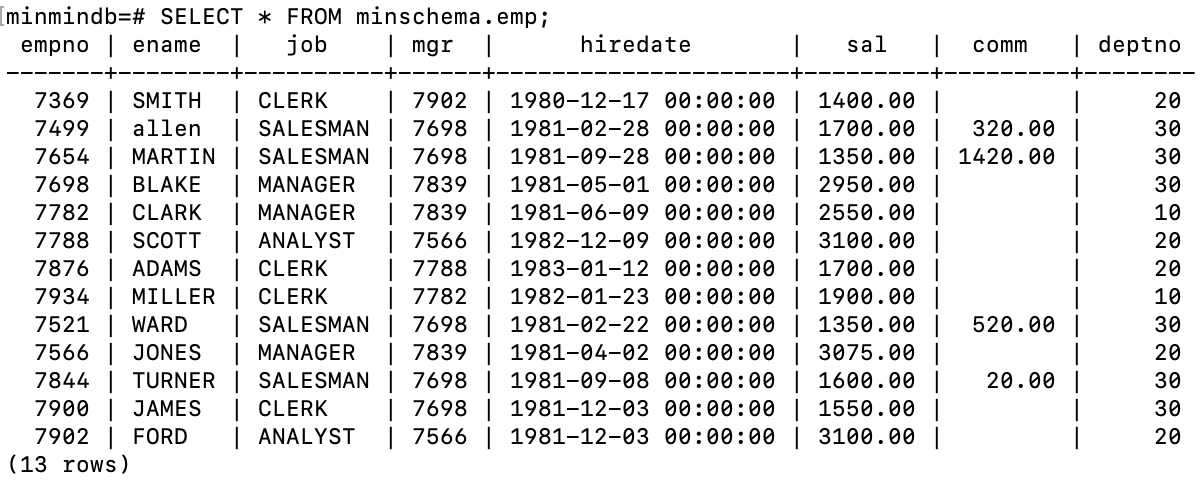 minmindb=# SELECT * FROM minschema.emp;
 empno | ename  |   job    | mgr  |      hiredate       |   sal   |  comm   | deptno
-------+--------+----------+------+---------------------+---------+---------+--------
  7369 | SMITH  | CLERK    | 7902 | 1980-12-17 00:00:00 | 1400.00 |         |     20
  7499 | allen  | SALESMAN | 7698 | 1981-02-28 00:00:00 | 1700.00 |  320.00 |     30
  7654 | MARTIN | SALESMAN | 7698 | 1981-09-28 00:00:00 | 1350.00 | 1420.00 |     30
  7698 | BLAKE  | MANAGER  | 7839 | 1981-05-01 00:00:00 | 2950.00 |         |     30
  7782 | CLARK  | MANAGER  | 7839 | 1981-06-09 00:00:00 | 2550.00 |         |     10
  7788 | SCOTT  | ANALYST  | 7566 | 1982-12-09 00:00:00 | 3100.00 |         |     20
  7876 | ADAMS  | CLERK    | 7788 | 1983-01-12 00:00:00 | 1700.00 |         |     20
  7934 | MILLER | CLERK    | 7782 | 1982-01-23 00:00:00 | 1900.00 |         |     10
  7521 | WARD   | SALESMAN | 7698 | 1981-02-22 00:00:00 | 1350.00 |  520.00 |     30
  7566 | JONES  | MANAGER  | 7839 | 1981-04-02 00:00:00 | 3075.00 |         |     20
  7844 | TURNER | SALESMAN | 7698 | 1981-09-08 00:00:00 | 1600.00 |   20.00 |     30
  7900 | JAMES  | CLERK    | 7698 | 1981-12-03 00:00:00 | 1550.00 |         |     30
  7902 | FORD   | ANALYST  | 7566 | 1981-12-03 00:00:00 | 3100.00 |         |     20
(13 rows)